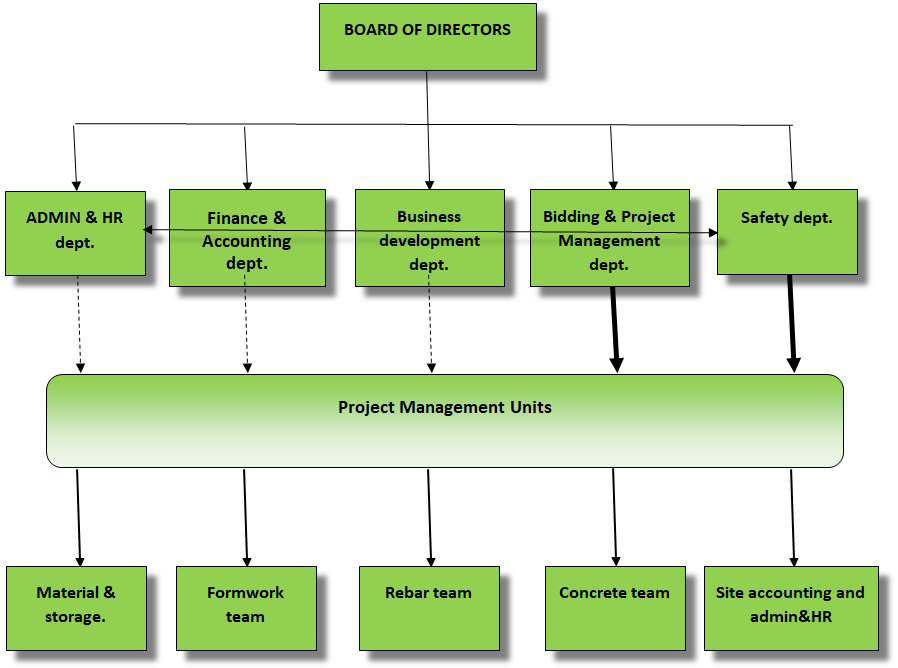 BOARD OF DIRECTORS
ADMIN & HR
dept.
Finance &
Accounting
dept.
Business
development
dept.
Bidding & Project
Management
dept.
Safety dept.
Project Management Units
Material &
storage.
Formwork
team
Rebar team
Concrete team
Site accounting and
admin&HR